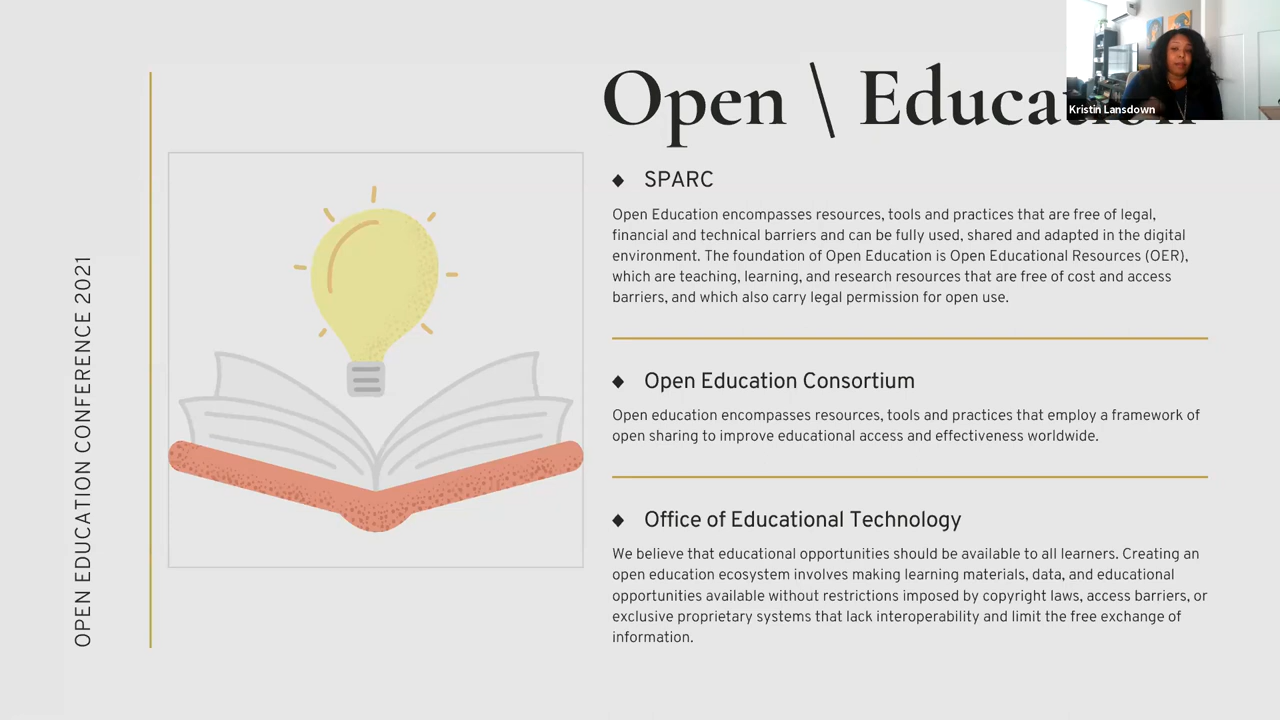 Open \ Education
Kristin Lansdown
OPEN EDUCATION CONFERENCE 2021
SPARC
Open Education encompasses resources, tools and practices that are free of legal,
financial and technical barriers and can be fully used, shared and adapted in the digital
environment. The foundation of Open Education is Open Educational Resources (OER),
which are teaching, learning, and research resources that are free of cost and access
barriers, and which also carry legal permission for open use.
Open Education Consortium
Open education encompasses resources, tools and practices that employ a framework of
open sharing to improve educational access and effectiveness worldwide.
Office of Educational Technology
We believe that educational opportunities should be available to all learners. Creating an
open education ecosystem involves making learning materials, data, and educational
opportunities available without restrictions imposed by copyright laws, access barriers, or
exclusive proprietary systems that lack interoperability and limit the free exchange of
information.